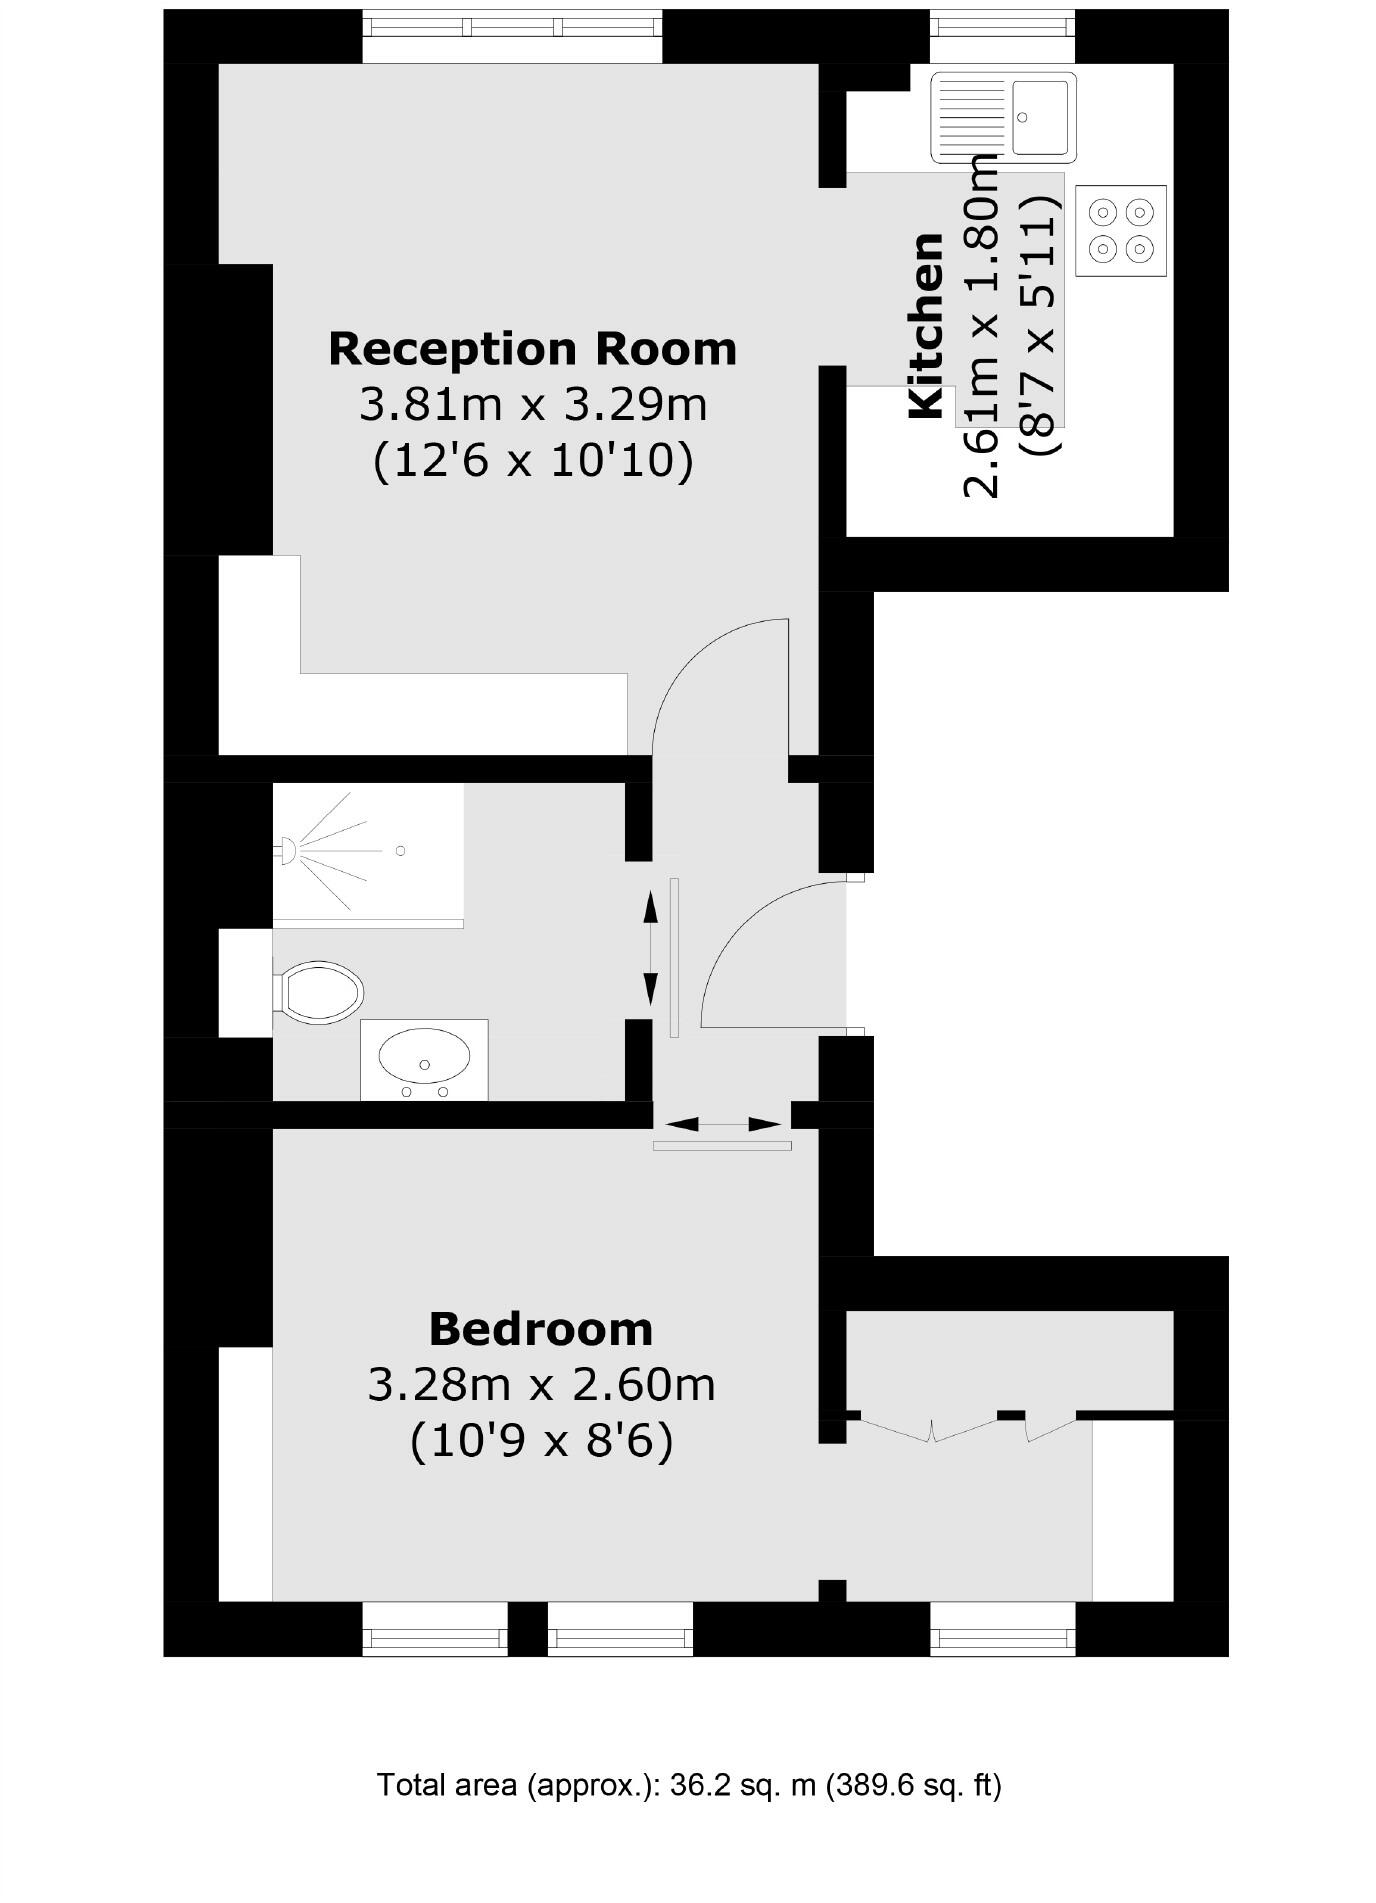 Reception Room
3.81m x 3.29m
(12'6 x 10'10)
Kitchen
2.61m x 1.80m
(8'7 x 5'11)
Bedroom
3.28m x 2.60m
(10'9 x 8'6)
Total area (approx.): 36.2 sq. m (389.6 sq. ft)